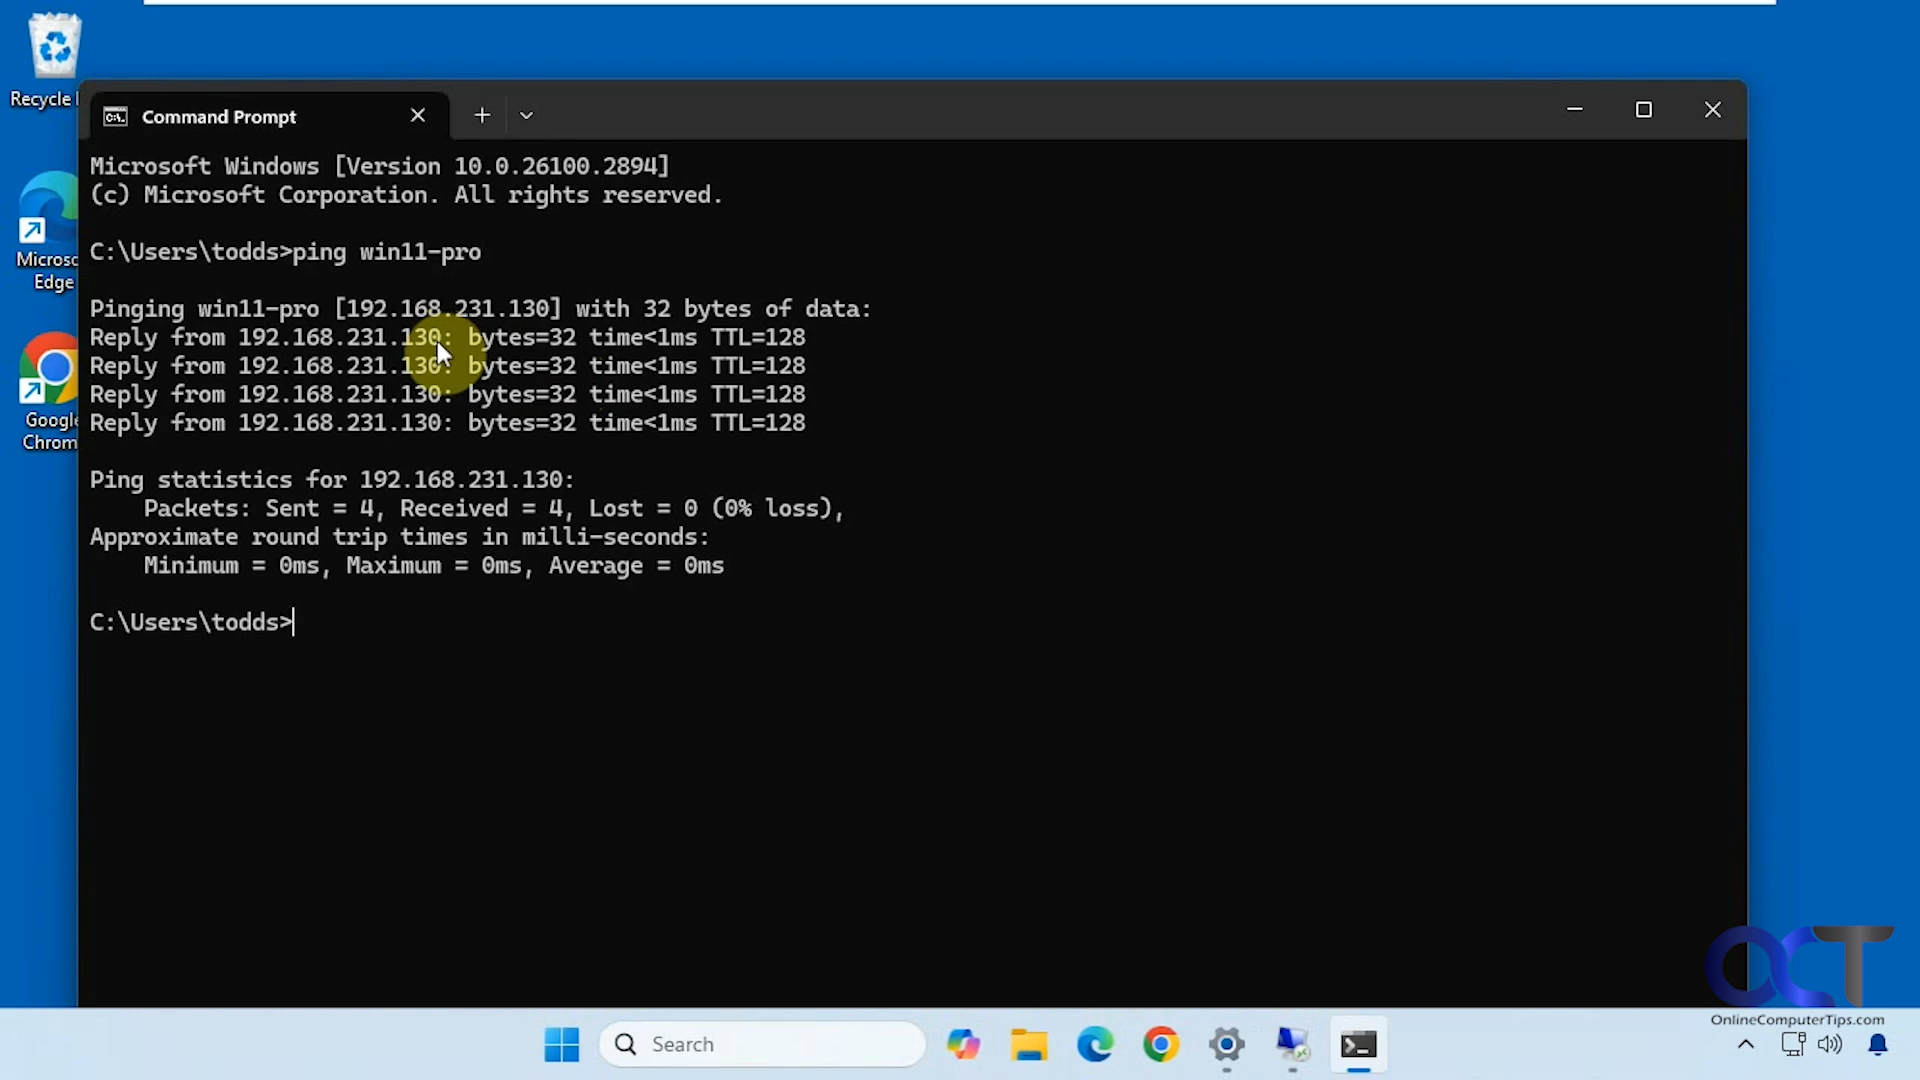 Recycle
Microso
Edge
Google
Chrom
Command Prompt
Microsoft Windows [Version 10.0.26100.2894]
(c) Microsoft Corporation. All rights reserved.
C:\Users\todds>ping win11-pro
Pinging win11-pro [192.168.231.130] with 32 bytes of data:
Reply from 192.168.231.130: bytes=32 time<1ms TTL=128
Reply from 192.168.231.130: bytes=32 time<1ms TTL=128
Reply from 192.168.231.130: bytes=32 time<1ms TTL=128
Reply from 192.168.231.130: bytes=32 time<1ms TTL=128
Ping statistics for 192.168.231.130:
Packets: Sent = 4, Received = 4, Lost = 0 (0% loss),
Approximate round trip times in milli-seconds:
Minimum = 0ms, Maximum = 0ms, Average = 0ms
C:\Users\todds>
OCT
OnlineComputerTips.com
Search